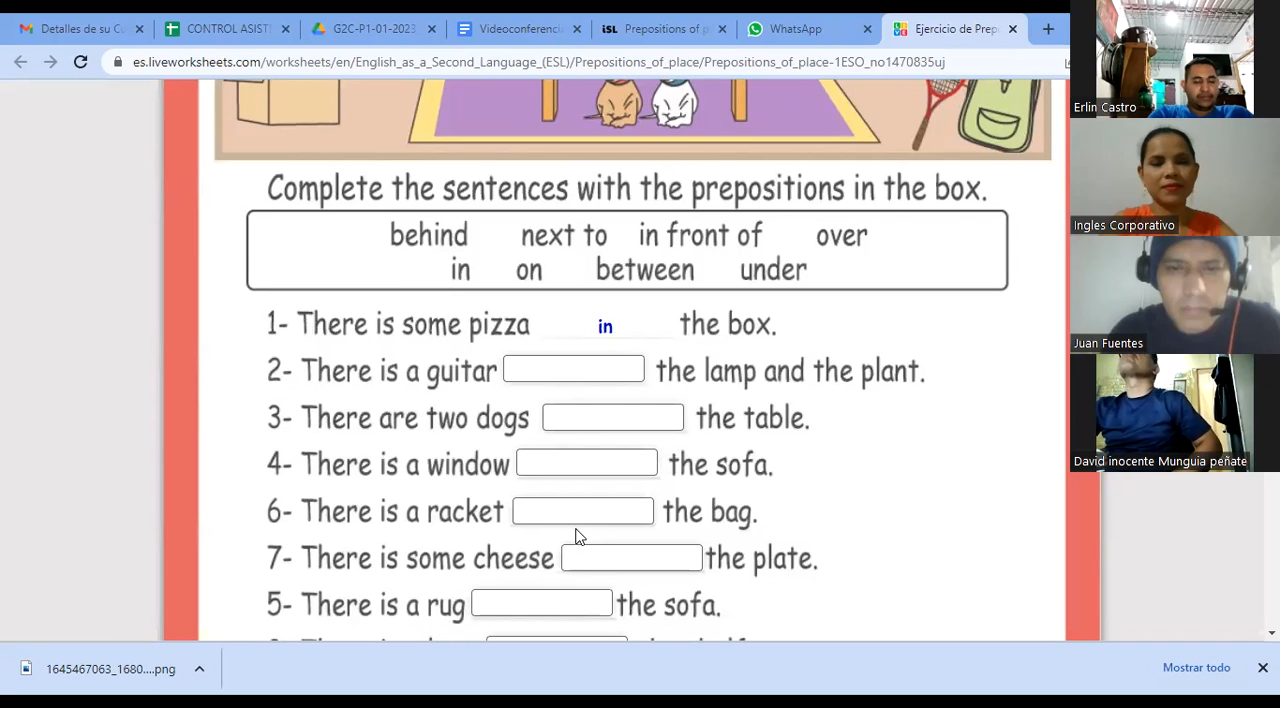 Detalles de su Cu
CONTROL ASIST
G2C-P1-01-2023
Videoconferenci
iSL Prepositions of p
WhatsApp
Ejercicio de Prep
es.liveworksheets.com/worksheets/en/English_as_a_Sec
e_(ESL)/Prepositions_of_place/Prepositions_of_place-1ESO_no1470835uj
Erlin Castro
Ingles Corporativo
Juan Fuentes
David inocente Munguia peñate
Complete the sentences with the prepositions in the box.
behind next to in front of over
in on between under
1- There is some pizza in the box.
2- There is a guitar the lamp and the plant.
3- There are two dogs the table.
4- There is a window the sofa.
6- There is a racket the bag.
7- There is some cheese the plate.
5- There is a rug the sofa.
1645467063_1680....png
Mostrar todo